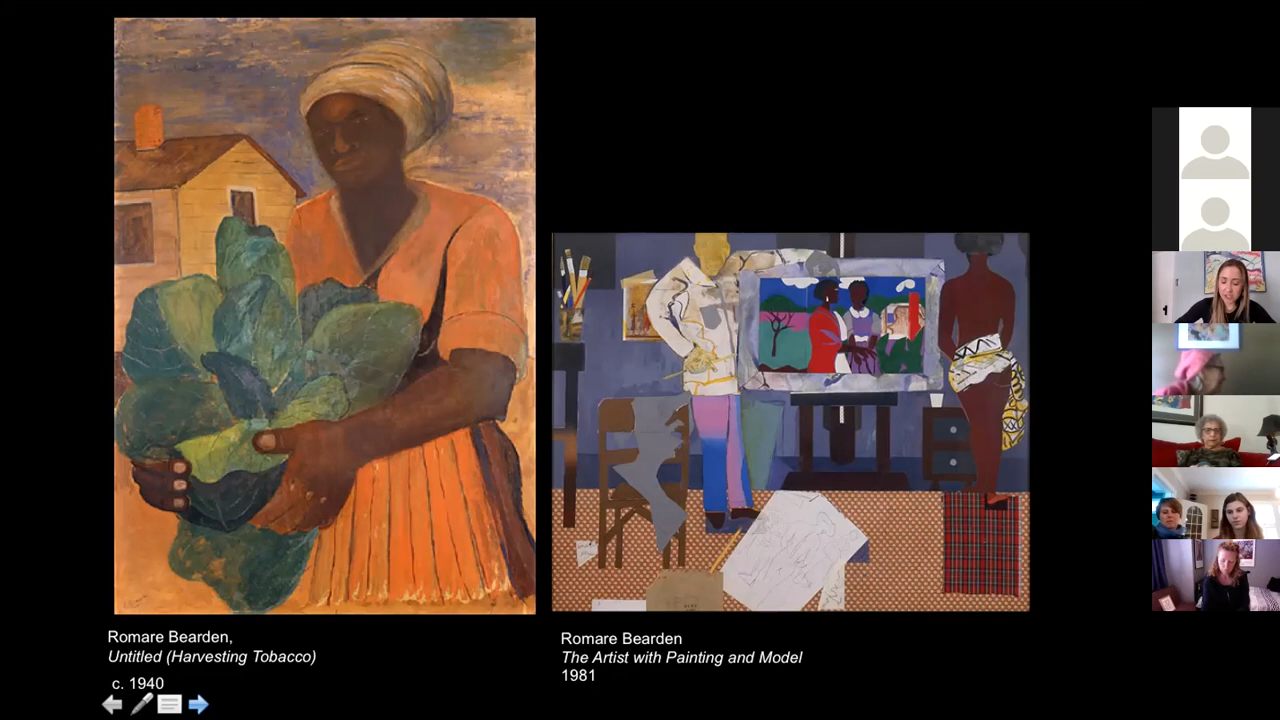 Romare Bearden,
Untitled (Harvesting Tobacco)
c. 1940
Romare Bearden
The Artist with Painting and Model
1981